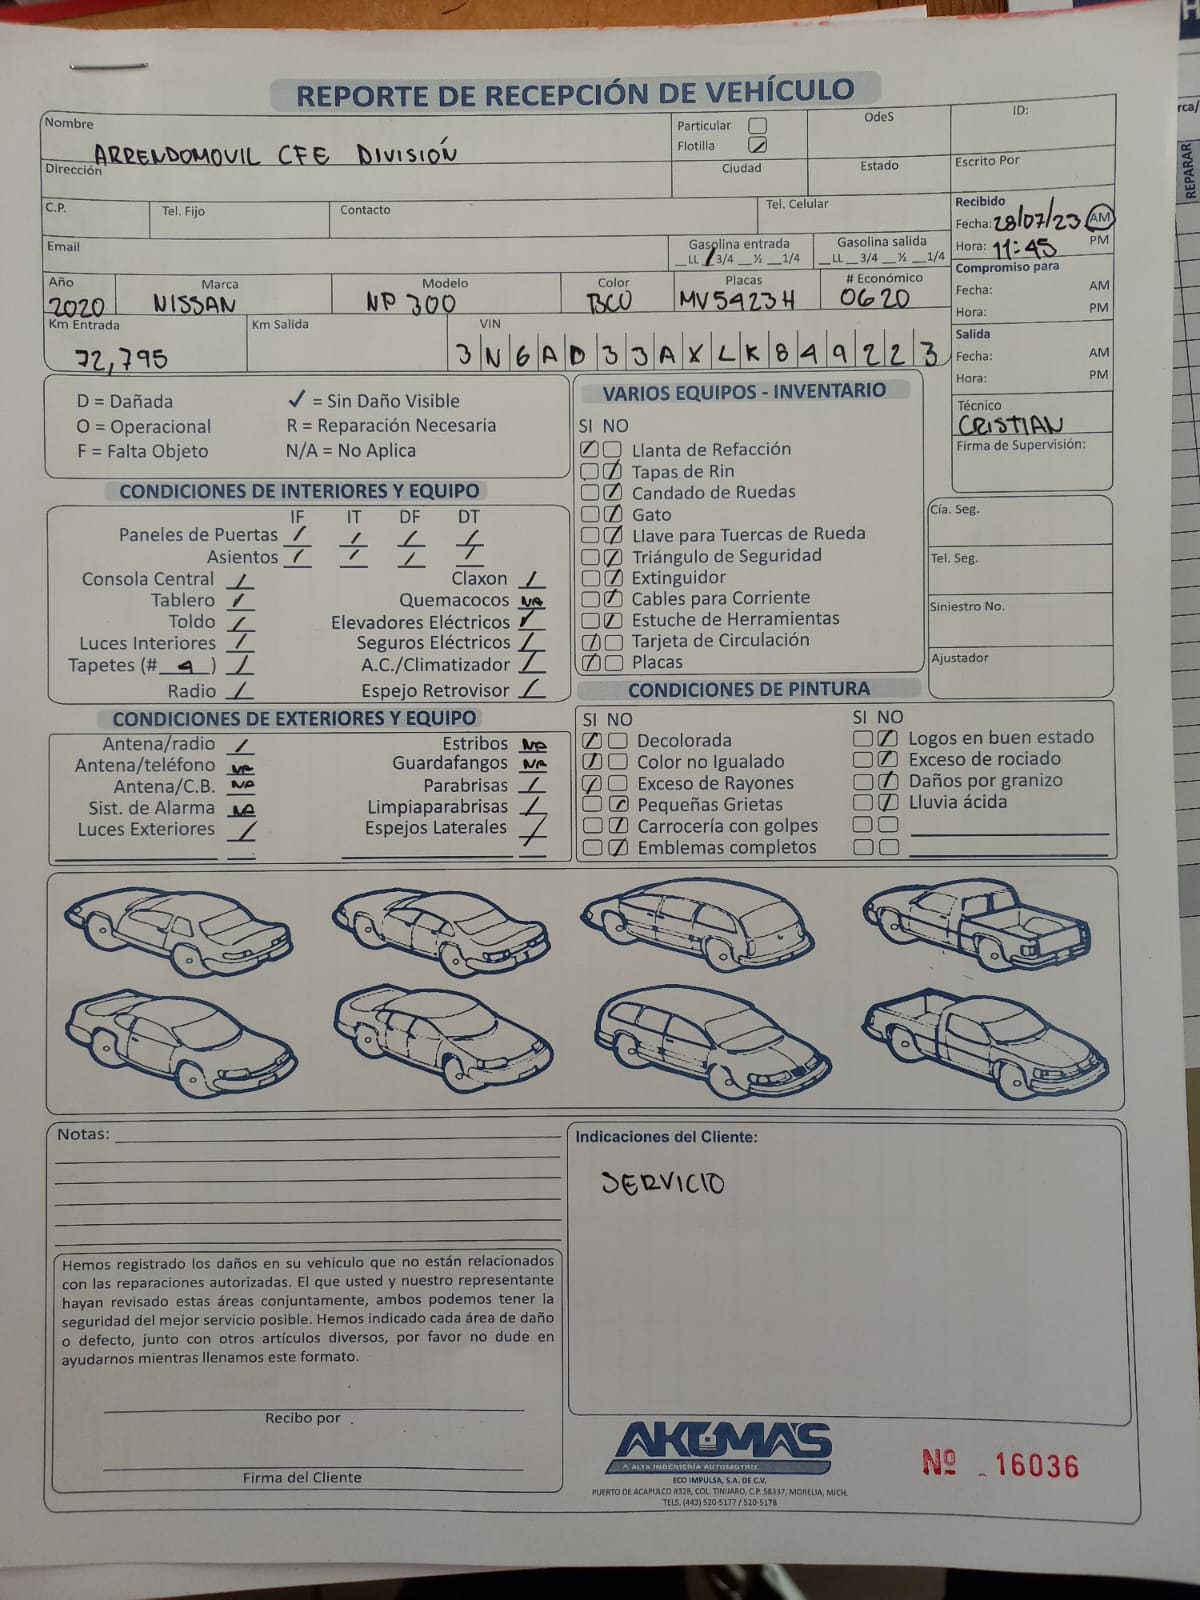 REPORTE DE RECEPCIÓN DE VEHÍCULO
Nombre
ARRENDOMOVIL CFE DIVISIÓN
Particular
Flotilla
OdeS
ID:
Dirección
Ciudad
Estado
Escrito Por
C.P.
Tel. Fijo
Contacto
Tel. Celular
Recibido
Fecha: 28/07/23 AM
Hora: 11:45 PM
Email
Gasolina entrada
__LL __3/4 __½ __1/4
Gasolina salida
__LL __3/4 __½ __1/4
Compromiso para
Fecha: AM
Hora: PM
Año
2020
Marca
NISSAN
Modelo
NP 300
Color
BCO
Placas
MV5423H
# Económico
0620
Km Entrada
72,795
Km Salida
VIN
3N6AD33AXLK849223
Salida
Fecha: AM
Hora: PM
Técnico
CRISTIAN
Firma de Supervisión:
D = Dañada
✓ = Sin Daño Visible
O = Operacional
R = Reparación Necesaria
F = Falta Objeto
N/A = No Aplica
CONDICIONES DE INTERIORES Y EQUIPO
IF IT DF DT
Paneles de Puertas
Asientos
Consola Central
Claxon
Tablero
Quemacocos NA
Toldo
Elevadores Eléctricos
Luces Interiores
Seguros Eléctricos
Tapetes (# 4 )
A.C./Climatizador
Radio
Espejo Retrovisor
VARIOS EQUIPOS - INVENTARIO
SI NO
Llanta de Refacción
Tapas de Rin
Candado de Ruedas
Gato
Llave para Tuercas de Rueda
Triángulo de Seguridad
Extinguidor
Cables para Corriente
Estuche de Herramientas
Tarjeta de Circulación
Placas
Cía. Seg.
Tel. Seg.
Siniestro No.
Ajustador
CONDICIONES DE EXTERIORES Y EQUIPO
Antena/radio
Estribos NA
Antena/teléfono NA
Guardafangos NA
Antena/C.B. NA
Parabrisas
Sist. de Alarma NA
Limpiaparabrisas
Luces Exteriores
Espejos Laterales
CONDICIONES DE PINTURA
SI NO
SI NO
Decolorada
Logos en buen estado
Color no Igualado
Exceso de rociado
Exceso de Rayones
Daños por granizo
Pequeñas Grietas
Lluvia ácida
Carrocería con golpes
Emblemas completos
Notas:
Indicaciones del Cliente:
SERVICIO
Hemos registrado los daños en su vehiculo que no están relacionados
con las reparaciones autorizadas. El que usted y nuestro representante
hayan revisado estas áreas conjuntamente, ambos podemos tener la
seguridad del mejor servicio posible. Hemos indicado cada área de daño
o defecto, junto con otros artículos diversos, por favor no dude en
ayudarnos mientras llenamos este formato.
Recibo por
Firma del Cliente
AKUMA'S
ALTA INGENIERÍA AUTOMOTRIZ
ECO IMPULSA, S.A. DE C.V.
PUERTO DE ACAPULCO #328, COL. TINIJARO, C.P. 58337, MORELIA, MICH.
TELS. (443) 520-5177 / 520-5178
Nº 16036
REPARAR